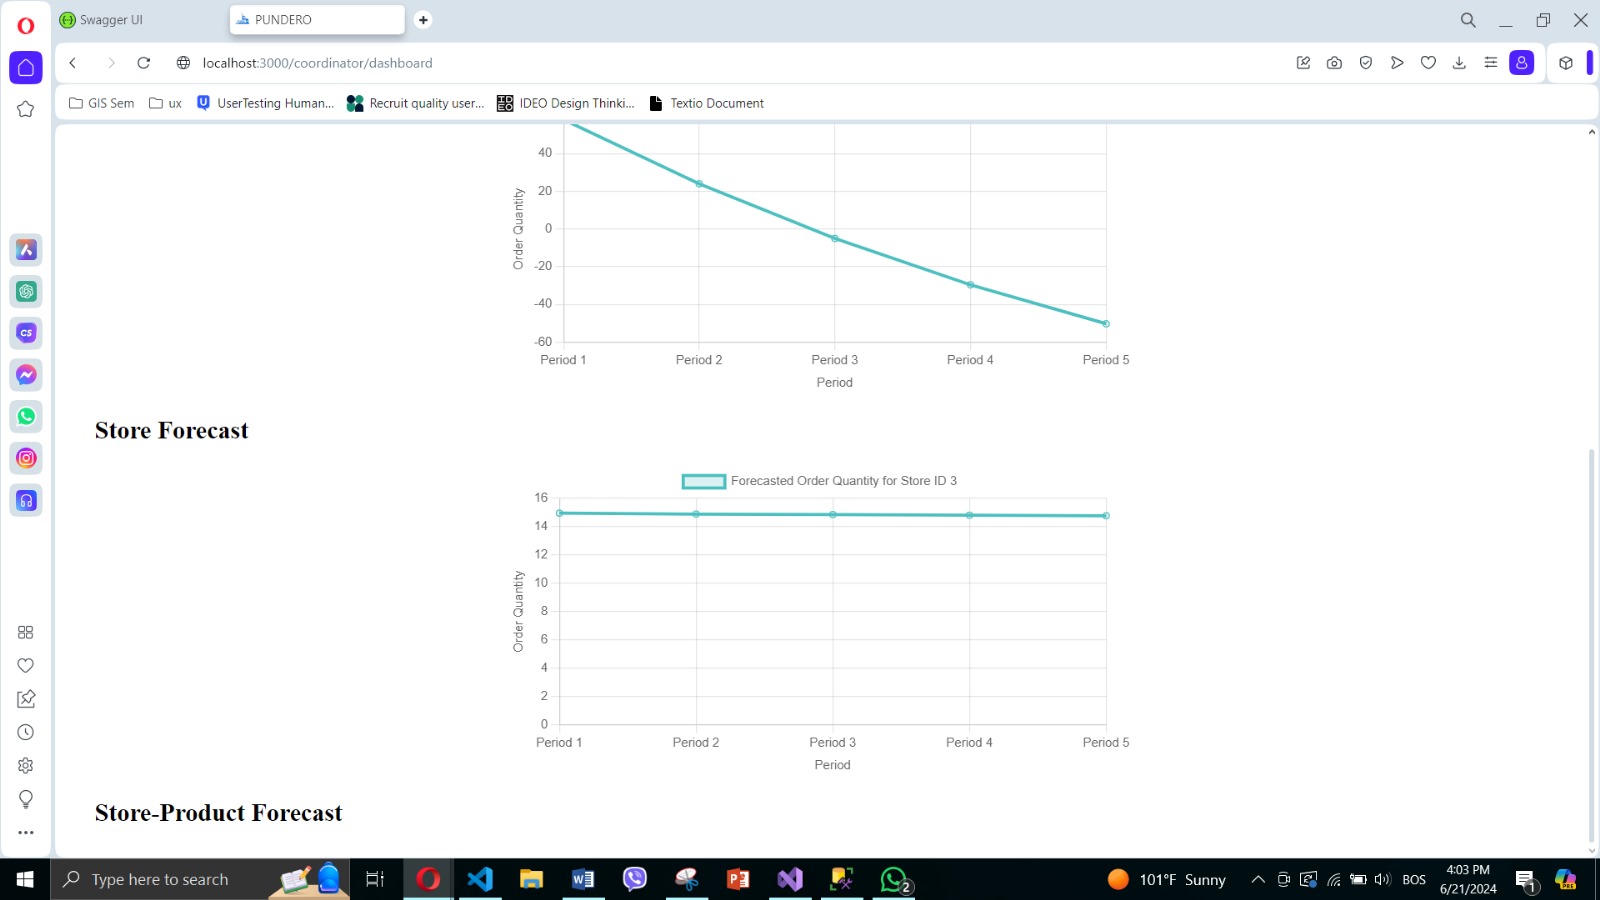 Swagger UI
PUNDERO
localhost:3000/coordinator/dashboard
GIS Sem
ux
UserTesting Human...
Recruit quality user...
IDEO Design Thinki...
Textio Document
40
20
0
-20
-40
-60
Order Quantity
Period 1
Period 2
Period 3
Period 4
Period 5
Period
Store Forecast
Forecasted Order Quantity for Store ID 3
16
14
12
10
8
6
4
2
0
Order Quantity
Period 1
Period 2
Period 3
Period 4
Period 5
Period
Store-Product Forecast
Type here to search
2
101°F Sunny
BOS
4:03 PM
6/21/2024
1